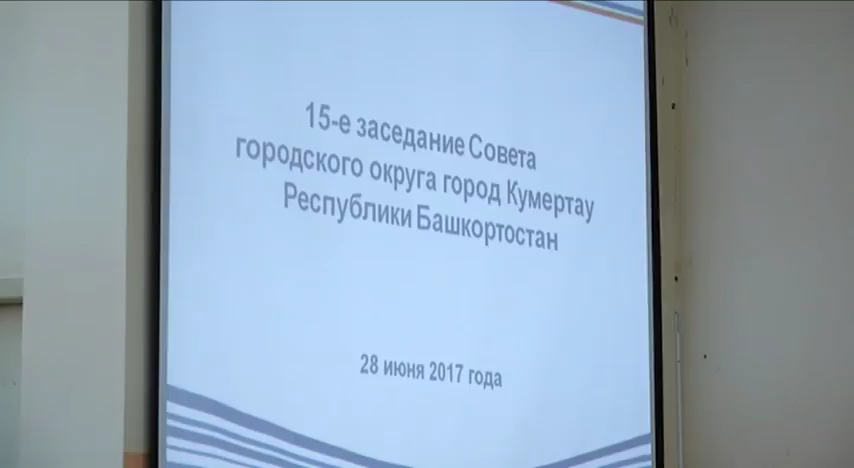 15-е заседание Совета
городского округа город Кумертау
Республики Башкортостан
28 июня 2017 года